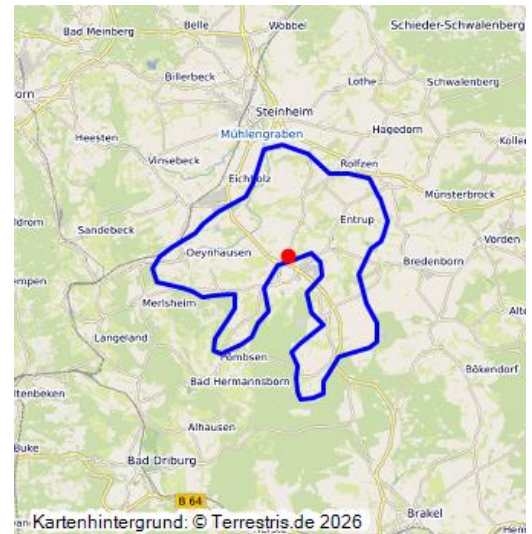 Belle
Wöbbel
Schieder-Schwalenberg
Bad Meinberg
Billerbeck
Lothe
Schwalenberg
orn
Steinheim
Hagedorn
Mühlengraben
Heesten
Koller
Vinsebeck
Rolfzen
Eichholz
Münsterbrock
ldrom
Sandebeck
Entrup
Vörden
Oeynhausen
Bredenborn
mpen
Merlsheim
Alte
Langeland
Pömbsen
Bökendorf
Bad Hermannsborn
ltenbeken
Alhausen
Buke
Bad Driburg
B 64
Brakel
Kartenhintergrund: © Terrestris.de 2026